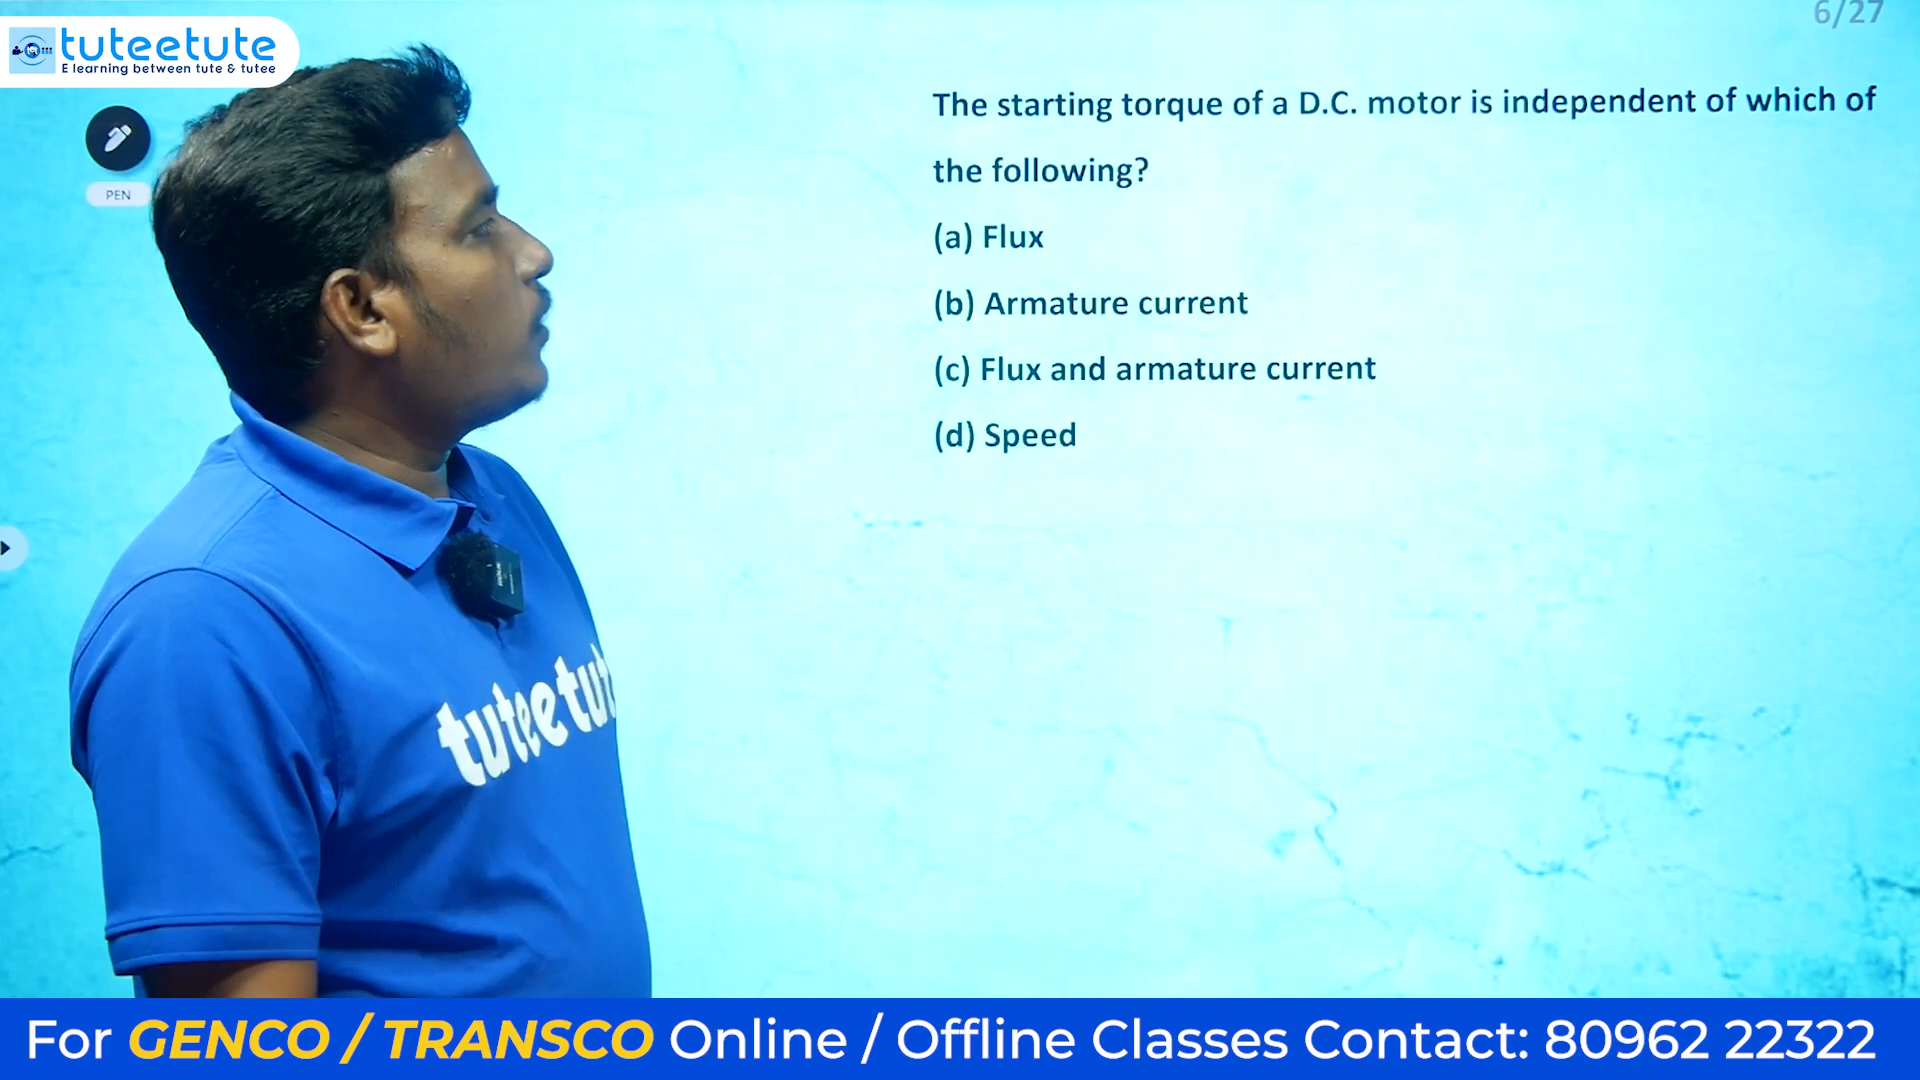 6/27
tuteetute
E learning between tute & tutee
PEN
The starting torque of a D.C. motor is independent of which of
the following?
(a) Flux
(b) Armature current
(c) Flux and armature current
(d) Speed
tuteetut
For GENCO / TRANSCO Online / Offline Classes Contact: 80962 22322